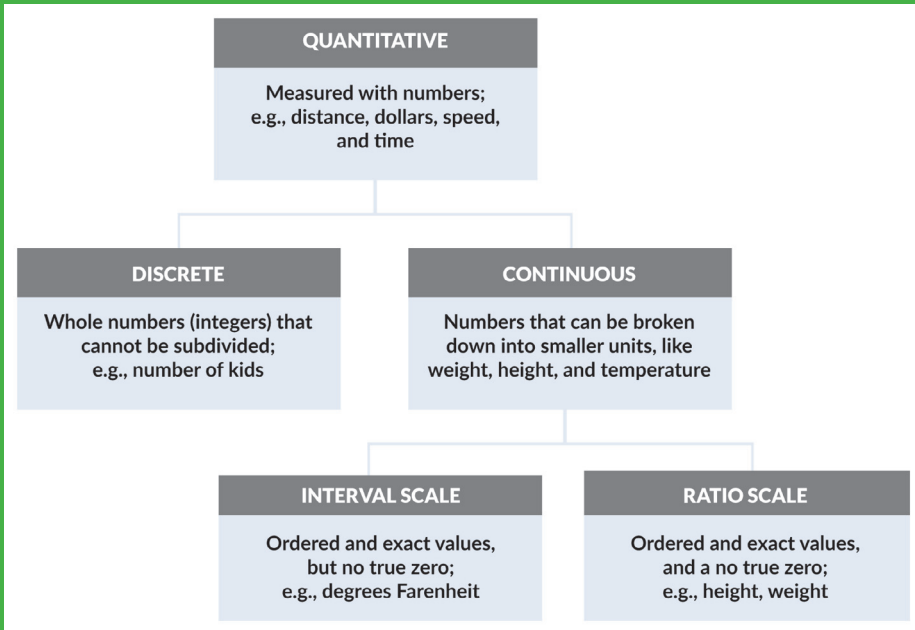 QUANTITATIVE
Measured with numbers;
e.g., distance, dollars, speed,
and time
DISCRETE
Whole numbers (integers) that
cannot be subdivided;
e.g., number of kids
CONTINUOUS
Numbers that can be broken
down into smaller units, like
weight, height, and temperature
INTERVAL SCALE
Ordered and exact values,
but no true zero;
e.g., degrees Farenheit
RATIO SCALE
Ordered and exact values,
and a no true zero;
e.g., height, weight